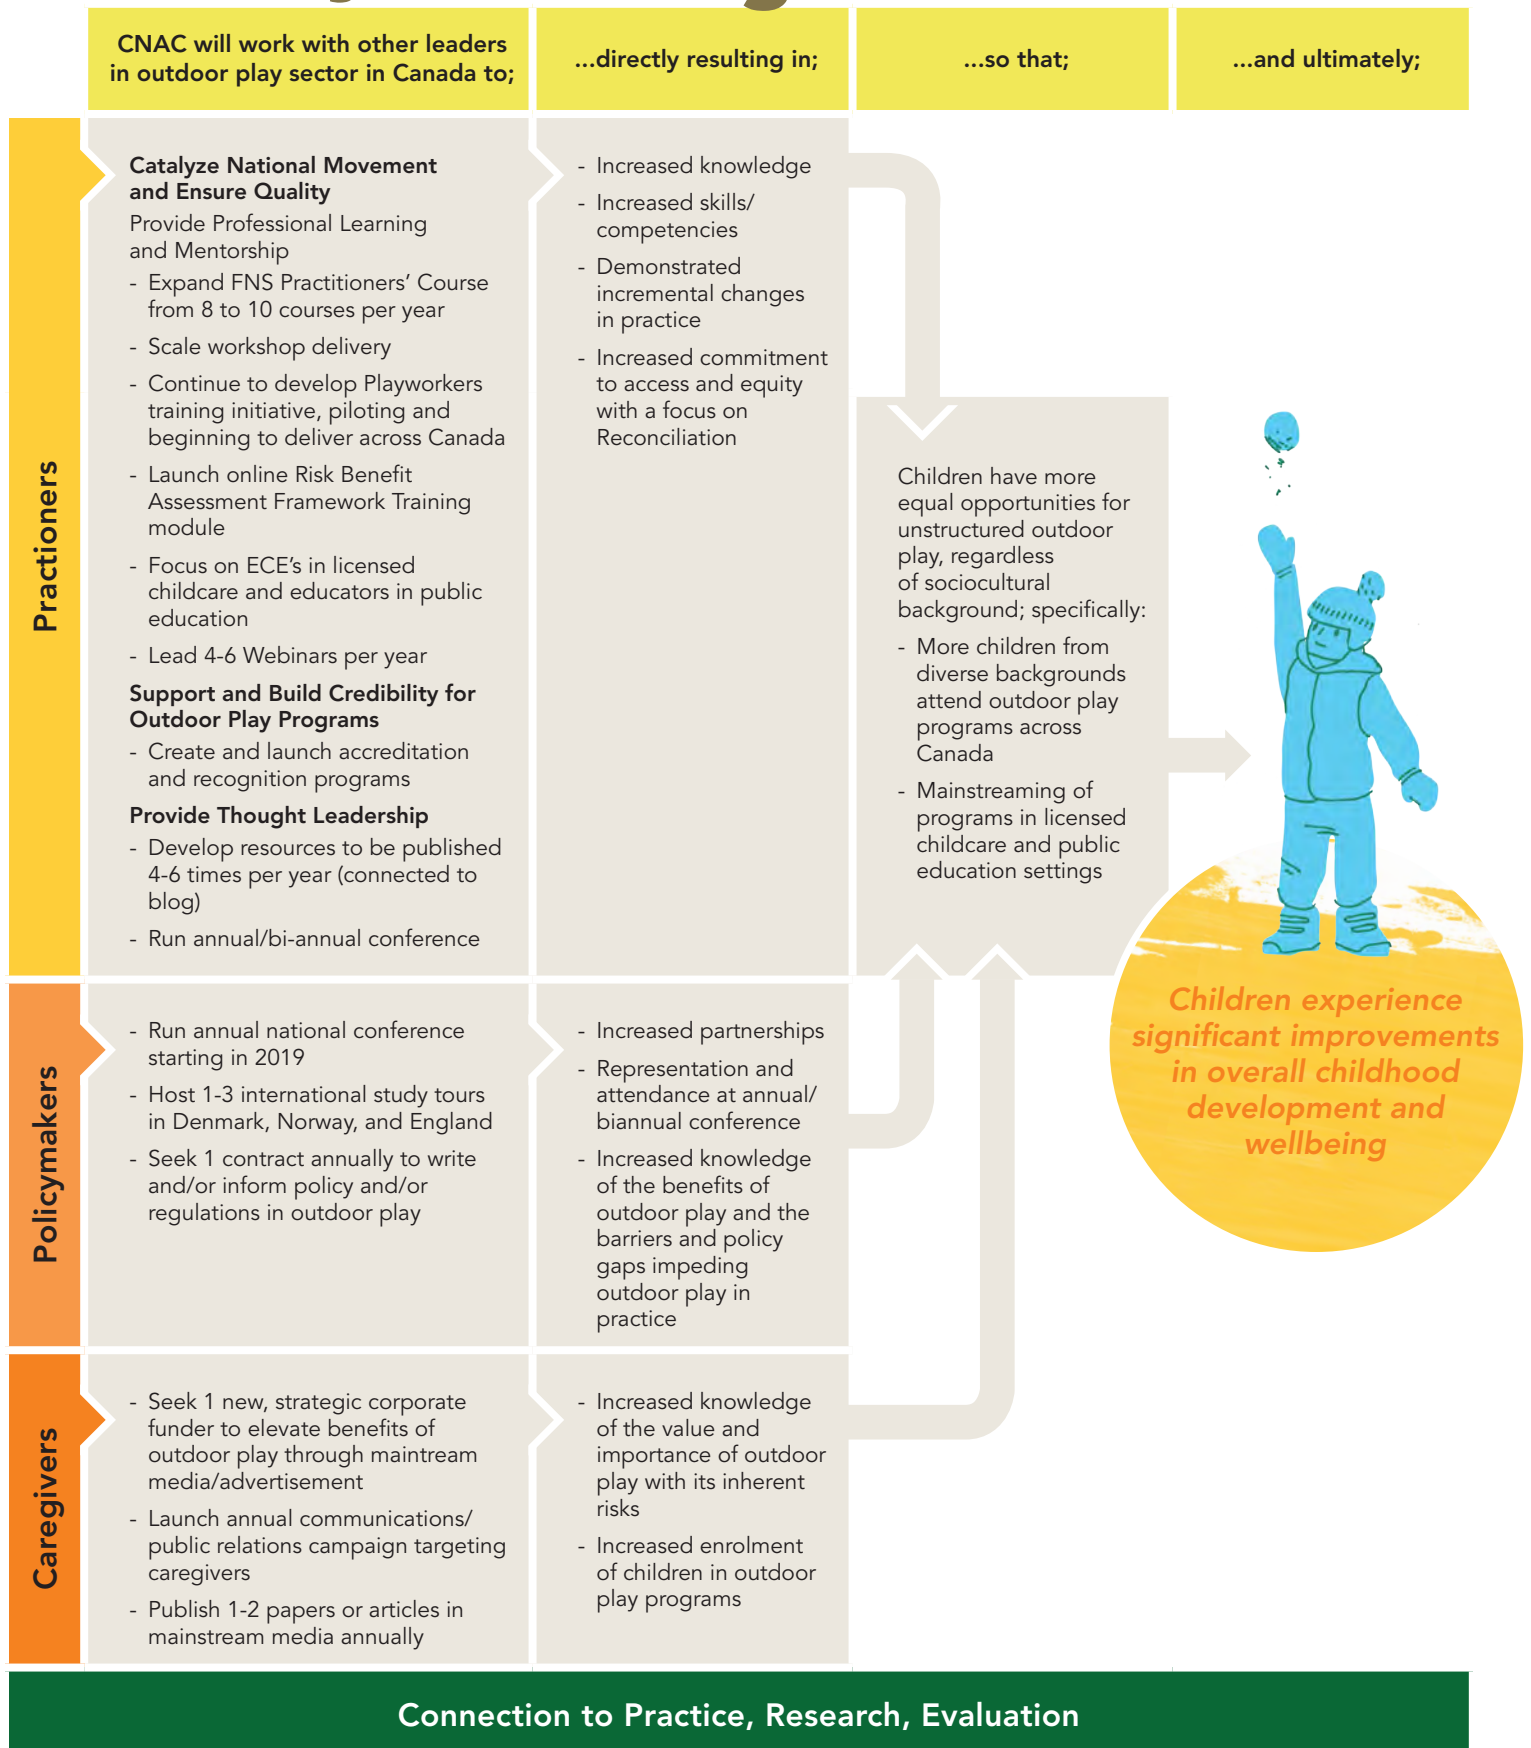 CNAC will work with other leaders
in outdoor play sector in Canada to;
...directly resulting in;
...so that;
...and ultimately;
Practioners
Catalyze National Movement
and Ensure Quality
Provide Professional Learning
and Mentorship
- Expand FNS Practitioners’ Course
from 8 to 10 courses per year
- Scale workshop delivery
- Continue to develop Playworkers
training initiative, piloting and
beginning to deliver across Canada
- Launch online Risk Benefit
Assessment Framework Training
module
- Focus on ECE’s in licensed
childcare and educators in public
education
- Lead 4-6 Webinars per year
Support and Build Credibility for
Outdoor Play Programs
- Create and launch accreditation
and recognition programs
Provide Thought Leadership
- Develop resources to be published
4-6 times per year (connected to
blog)
- Run annual/bi-annual conference
- Increased knowledge
- Increased skills/
competencies
- Demonstrated
incremental changes
in practice
- Increased commitment
to access and equity
with a focus on
Reconciliation
Children have more
equal opportunities for
unstructured outdoor
play, regardless
of sociocultural
background; specifically:
- More children from
diverse backgrounds
attend outdoor play
programs across
Canada
- Mainstreaming of
programs in licensed
childcare and public
education settings
Children experience
significant improvements
in overall childhood
development and
wellbeing
Policymakers
- Run annual national conference
starting in 2019
- Host 1-3 international study tours
in Denmark, Norway, and England
- Seek 1 contract annually to write
and/or inform policy and/or
regulations in outdoor play
- Increased partnerships
- Representation and
attendance at annual/
biannual conference
- Increased knowledge
of the benefits of
outdoor play and the
barriers and policy
gaps impeding
outdoor play in
practice
Caregivers
- Seek 1 new, strategic corporate
funder to elevate benefits of
outdoor play through maintream
media/advertisement
- Launch annual communications/
public relations campaign targeting
caregivers
- Publish 1-2 papers or articles in
mainstream media annually
- Increased knowledge
of the value and
importance of outdoor
play with its inherent
risks
- Increased enrolment
of children in outdoor
play programs
Connection to Practice, Research, Evaluation